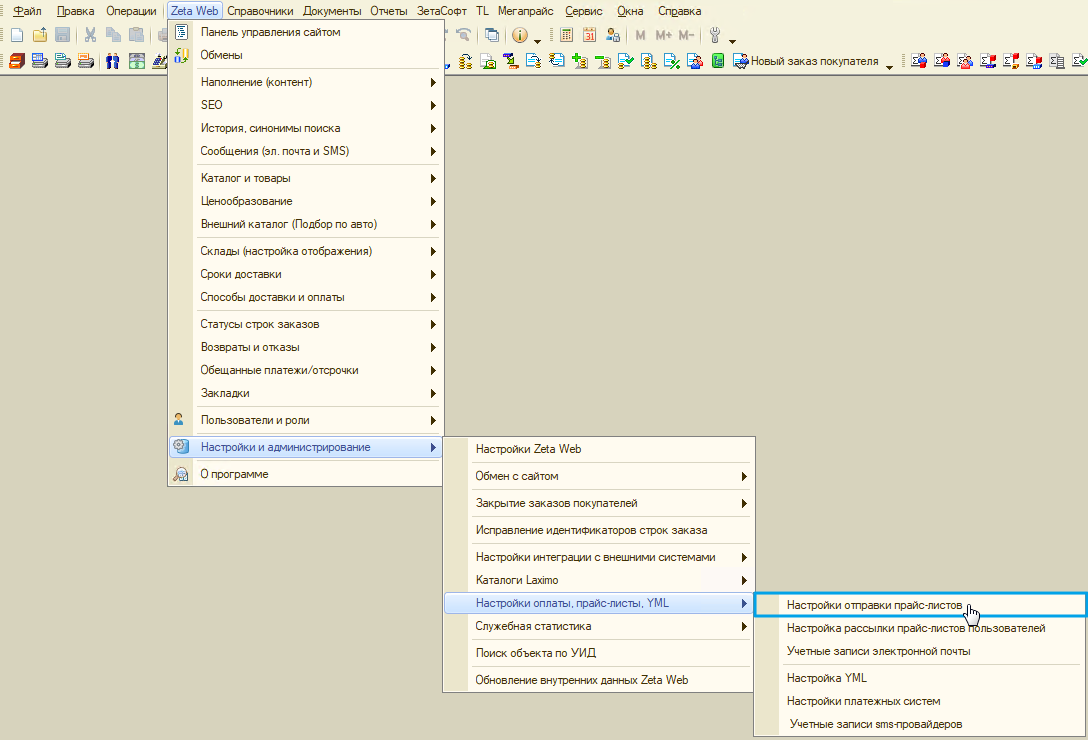 Файл Правка Операции Zeta Web Справочники Документы Отчеты ЗетаСофт TL Мегапрайс Сервис Окна Справка
M M+ M-
Новый заказ покупателя
Панель управления сайтом
Обмены
Наполнение (контент)
SEO
История, синонимы поиска
Сообщения (эл. почта и SMS)
Каталог и товары
Ценообразование
Внешний каталог (Подбор по авто)
Склады (настройка отображения)
Сроки доставки
Способы доставки и оплаты
Статусы строк заказов
Возвраты и отказы
Обещанные платежи/отсрочки
Закладки
Пользователи и роли
Настройки и администрирование
О программе
Настройки Zeta Web
Обмен с сайтом
Закрытие заказов покупателей
Исправление идентификаторов строк заказа
Настройки интеграции с внешними системами
Каталоги Laximo
Настройки оплаты, прайс-листы, YML
Служебная статистика
Поиск объекта по УИД
Обновление внутренних данных Zeta Web
Настройки отправки прайс-листов
Настройка рассылки прайс-листов пользователей
Учетные записи электронной почты
Настройка YML
Настройки платежных систем
Учетные записи sms-провайдеров